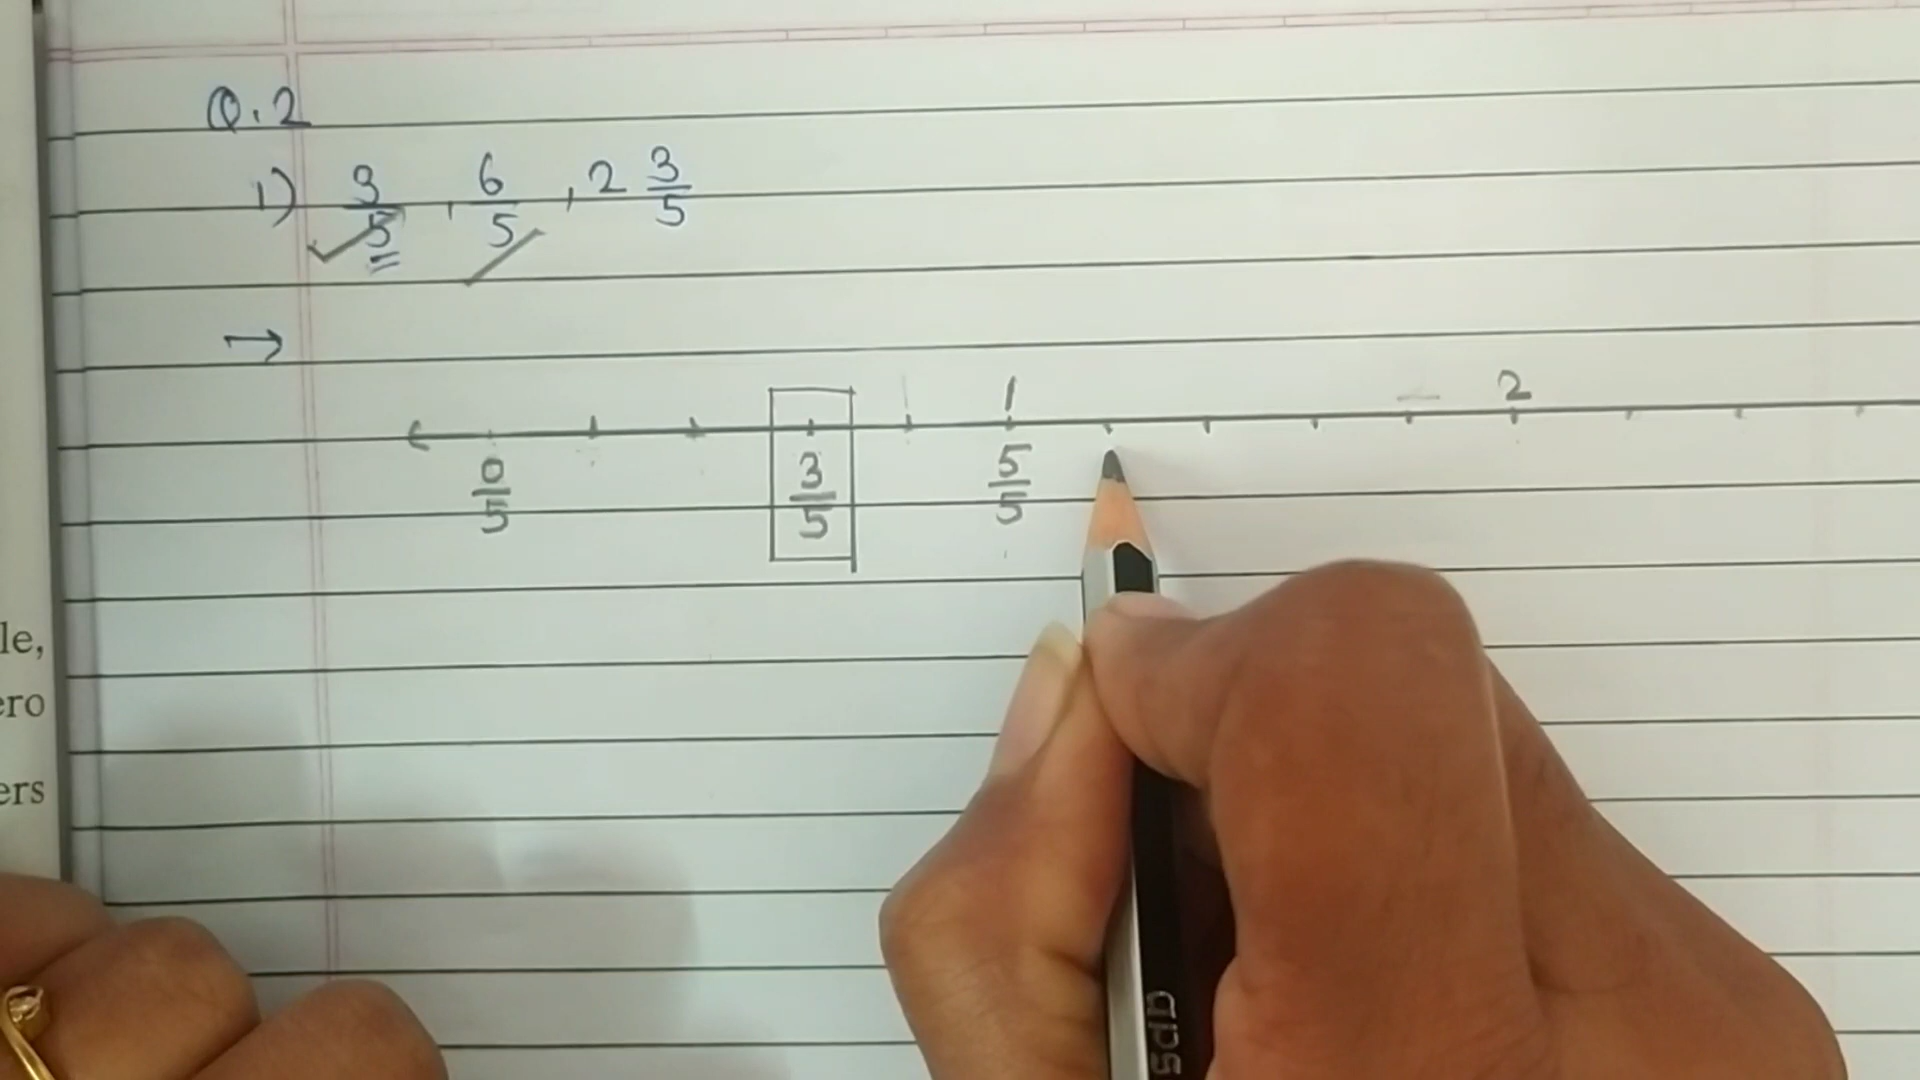 Q.2
1) 3/5 , 6/5 , 2 3/5
→
1 2
0/5 3/5 5/5
le,
ero
ers
apsa